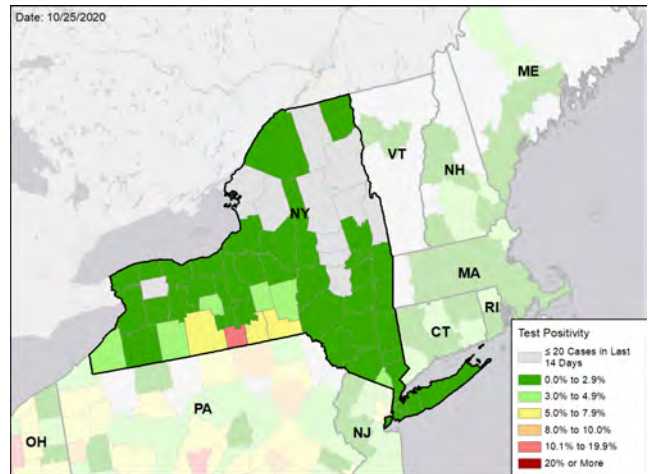 Date: 10/25/2020
ME
VT
NH
NY
MA
CT
RI
PA
NJ
OH
Test Positivity
≤ 20 Cases in Last
14 Days
0.0% to 2.9%
3.0% to 4.9%
5.0% to 7.9%
8.0% to 10.0%
10.1% to 19.9%
20% or More